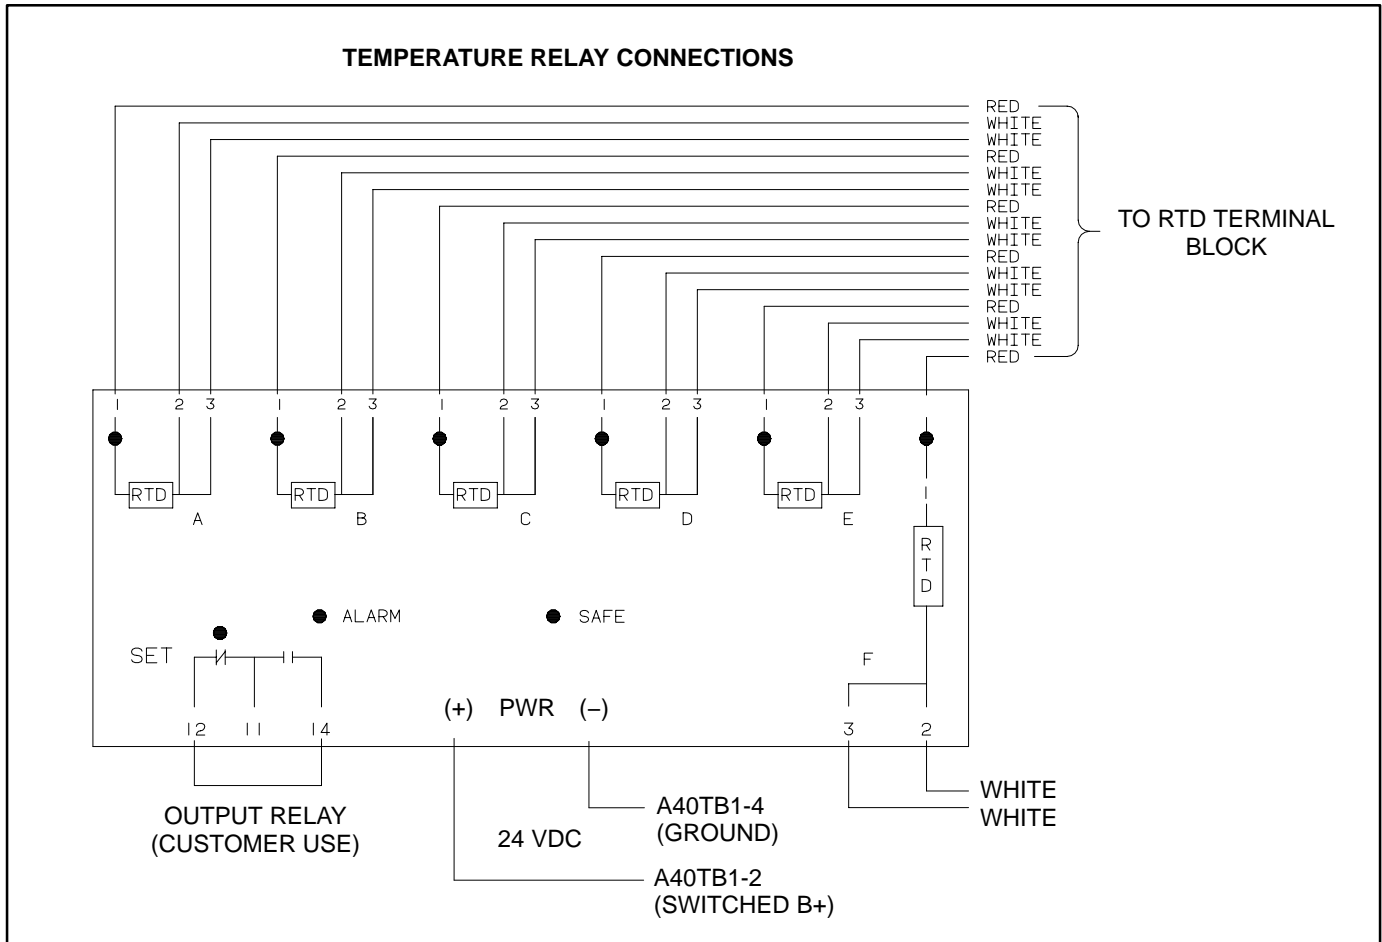 TEMPERATURE RELAY CONNECTIONS
RED
WHITE
WHITE
RED
WHITE
WHITE
RED
WHITE
WHITE
RED
WHITE
WHITE
RED
WHITE
WHITE
RED
TO RTD TERMINAL
BLOCK
1 2 3 1 2 3 1 2 3 1 2 3 1 2 3
RTD RTD RTD RTD RTD
A B C D E
1
RTD
ALARM SAFE
SET
F
(+) PWR (–)
12 11 14 3 2
WHITE
WHITE
OUTPUT RELAY
(CUSTOMER USE)
24 VDC
A40TB1-4
(GROUND)
A40TB1-2
(SWITCHED B+)